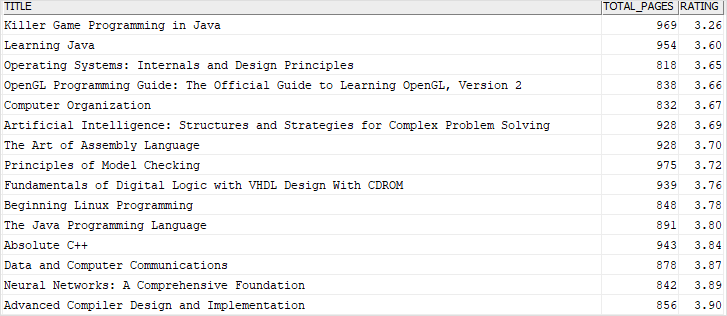 TITLE TOTAL_PAGES RATING
Killer Game Programming in Java 969 3.26
Learning Java 954 3.60
Operating Systems: Internals and Design Principles 818 3.65
OpenGL Programming Guide: The Official Guide to Learning OpenGL, Version 2 838 3.66
Computer Organization 832 3.67
Artificial Intelligence: Structures and Strategies for Complex Problem Solving 928 3.69
The Art of Assembly Language 928 3.70
Principles of Model Checking 975 3.72
Fundamentals of Digital Logic with VHDL Design With CDROM 939 3.76
Beginning Linux Programming 848 3.78
The Java Programming Language 891 3.80
Absolute C++ 943 3.84
Data and Computer Communications 878 3.87
Neural Networks: A Comprehensive Foundation 842 3.89
Advanced Compiler Design and Implementation 856 3.90